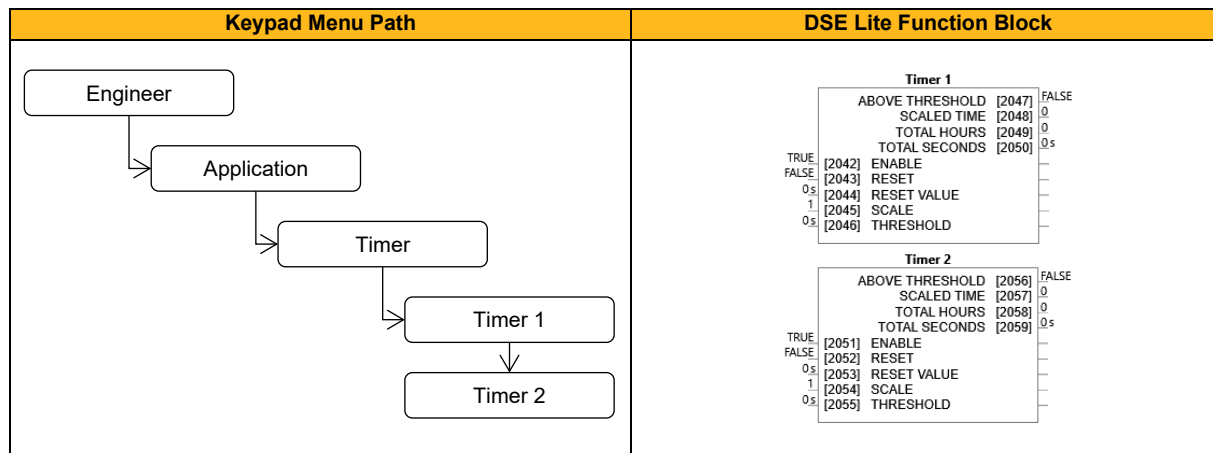 Keypad Menu Path
DSE Lite Function Block
Engineer
Application
Timer
Timer 1
Timer 2
Timer 1
ABOVE THRESHOLD [2047] FALSE
SCALED TIME [2048] 0
TOTAL HOURS [2049] 0
TOTAL SECONDS [2050] 0 s
TRUE [2042] ENABLE
FALSE [2043] RESET
0 s [2044] RESET VALUE
1 [2045] SCALE
0 s [2046] THRESHOLD
Timer 2
ABOVE THRESHOLD [2056] FALSE
SCALED TIME [2057] 0
TOTAL HOURS [2058] 0
TOTAL SECONDS [2059] 0 s
TRUE [2051] ENABLE
FALSE [2052] RESET
0 s [2053] RESET VALUE
1 [2054] SCALE
0 s [2055] THRESHOLD